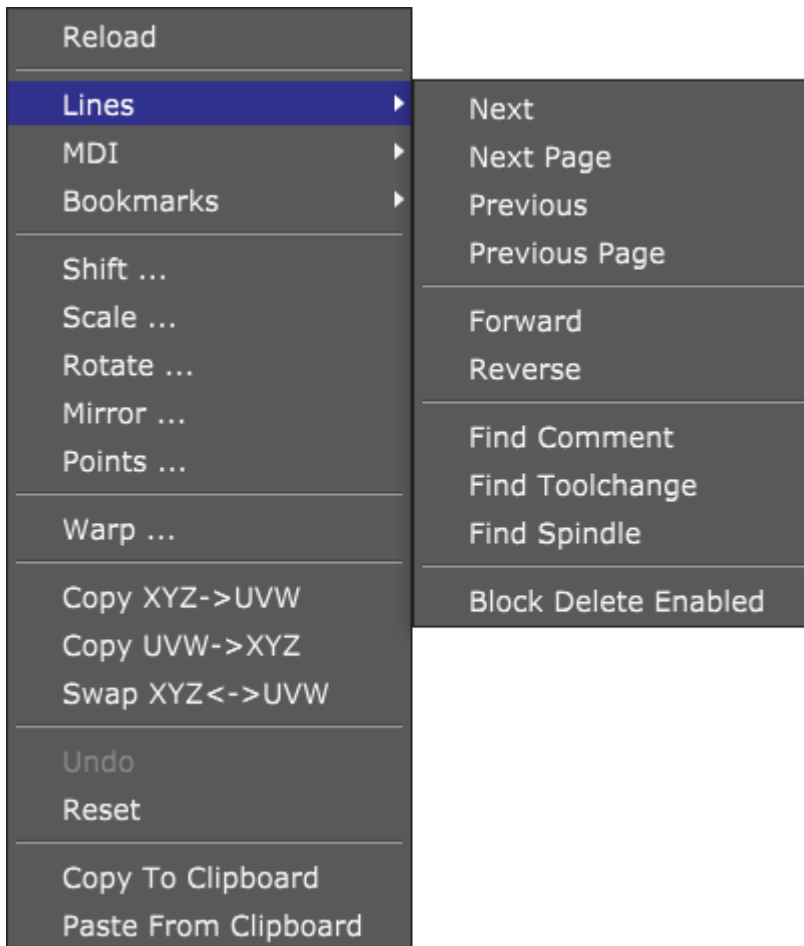 Reload
Lines
MDI
Bookmarks
Shift ...
Scale ...
Rotate ...
Mirror ...
Points ...
Warp ...
Copy XYZ->UVW
Copy UVW->XYZ
Swap XYZ<->UVW
Undo
Reset
Copy To Clipboard
Paste From Clipboard
Next
Next Page
Previous
Previous Page
Forward
Reverse
Find Comment
Find Toolchange
Find Spindle
Block Delete Enabled